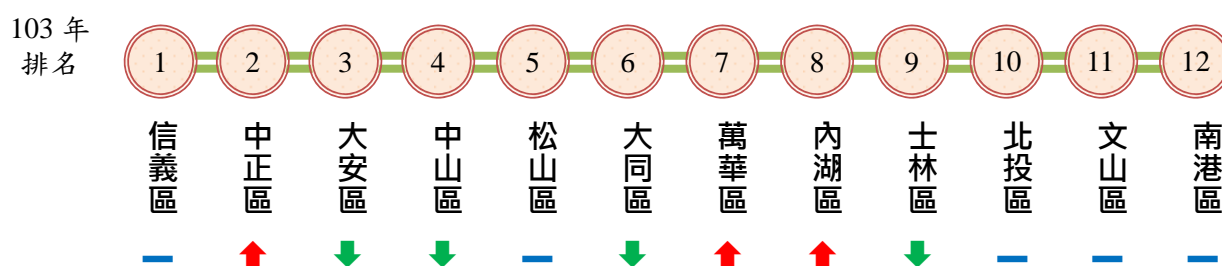 103 年
排名
1 2 3 4 5 6 7 8 9 10 11 12
信義區 中正區 大安區 中山區 松山區 大同區 萬華區 內湖區 士林區 北投區 文山區 南港區